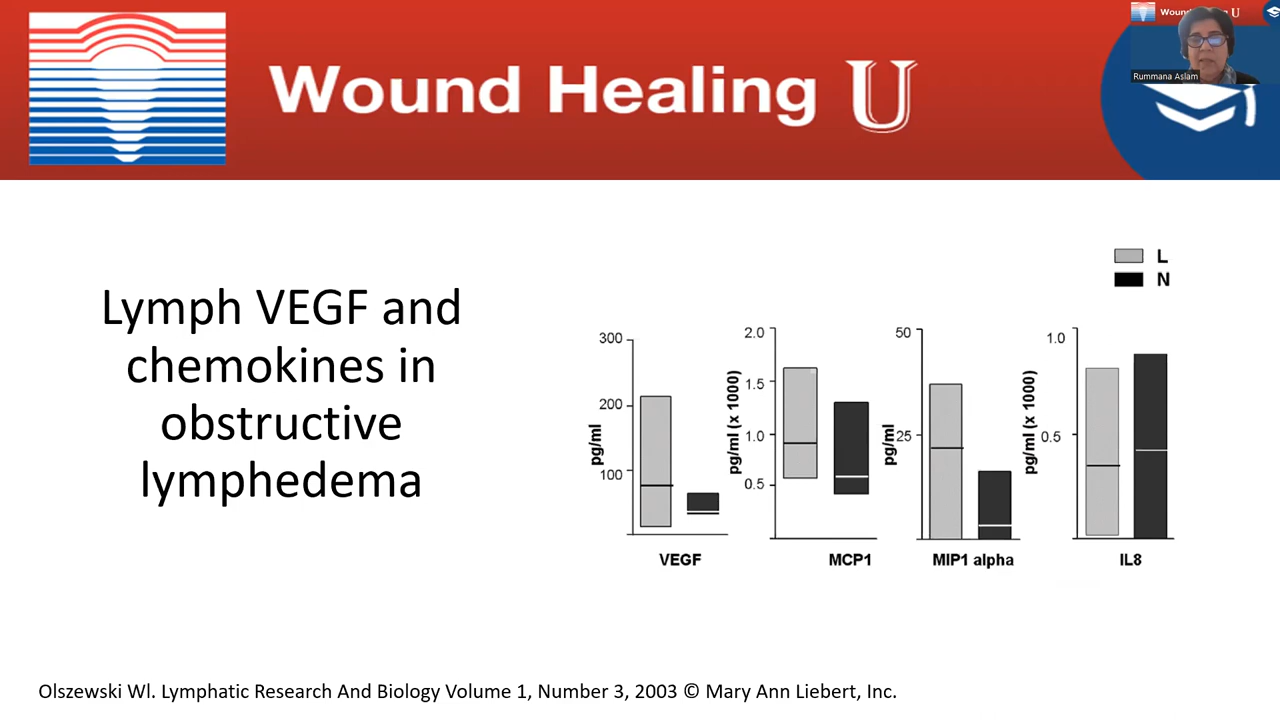 Wound Healing U
U
Rummana Aslam
Lymph VEGF and
chemokines in
obstructive
lymphedema
L
N
300
200
100
pg/ml
VEGF
2.0
1.5
1.0
0.5
pg/ml (x 1000)
MCP1
50
25
pg/ml
MIP1 alpha
1.0
0.5
pg/ml (x 1000)
IL8
Olszewski Wl. Lymphatic Research And Biology Volume 1, Number 3, 2003 © Mary Ann Liebert, Inc.